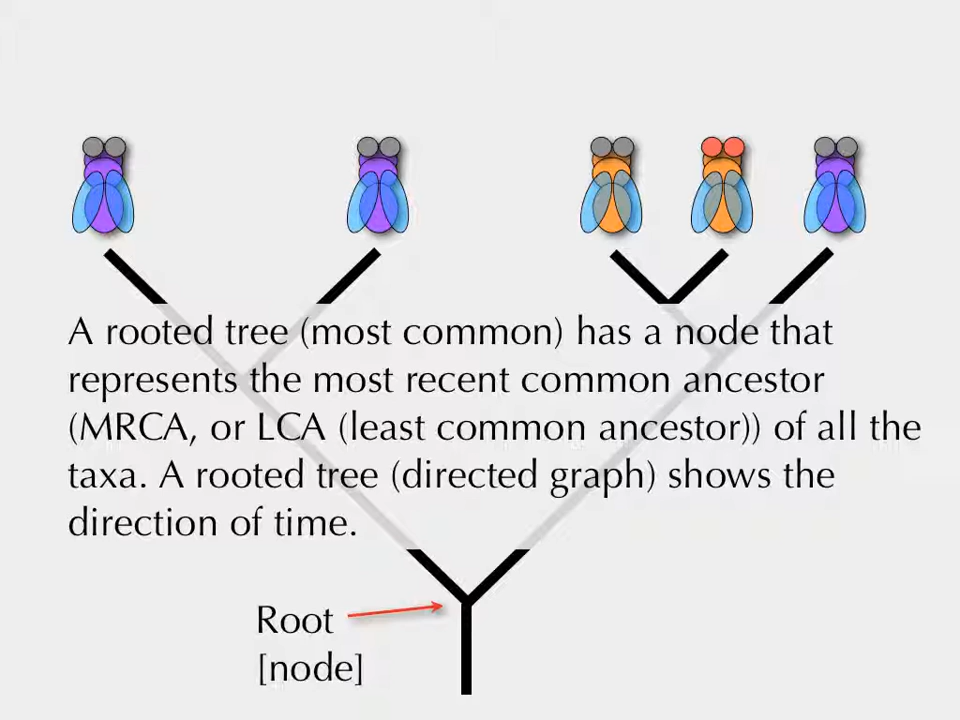 A rooted tree (most common) has a node that
represents the most recent common ancestor
(MRCA, or LCA (least common ancestor)) of all the
taxa. A rooted tree (directed graph) shows the
direction of time.
Root
[node]